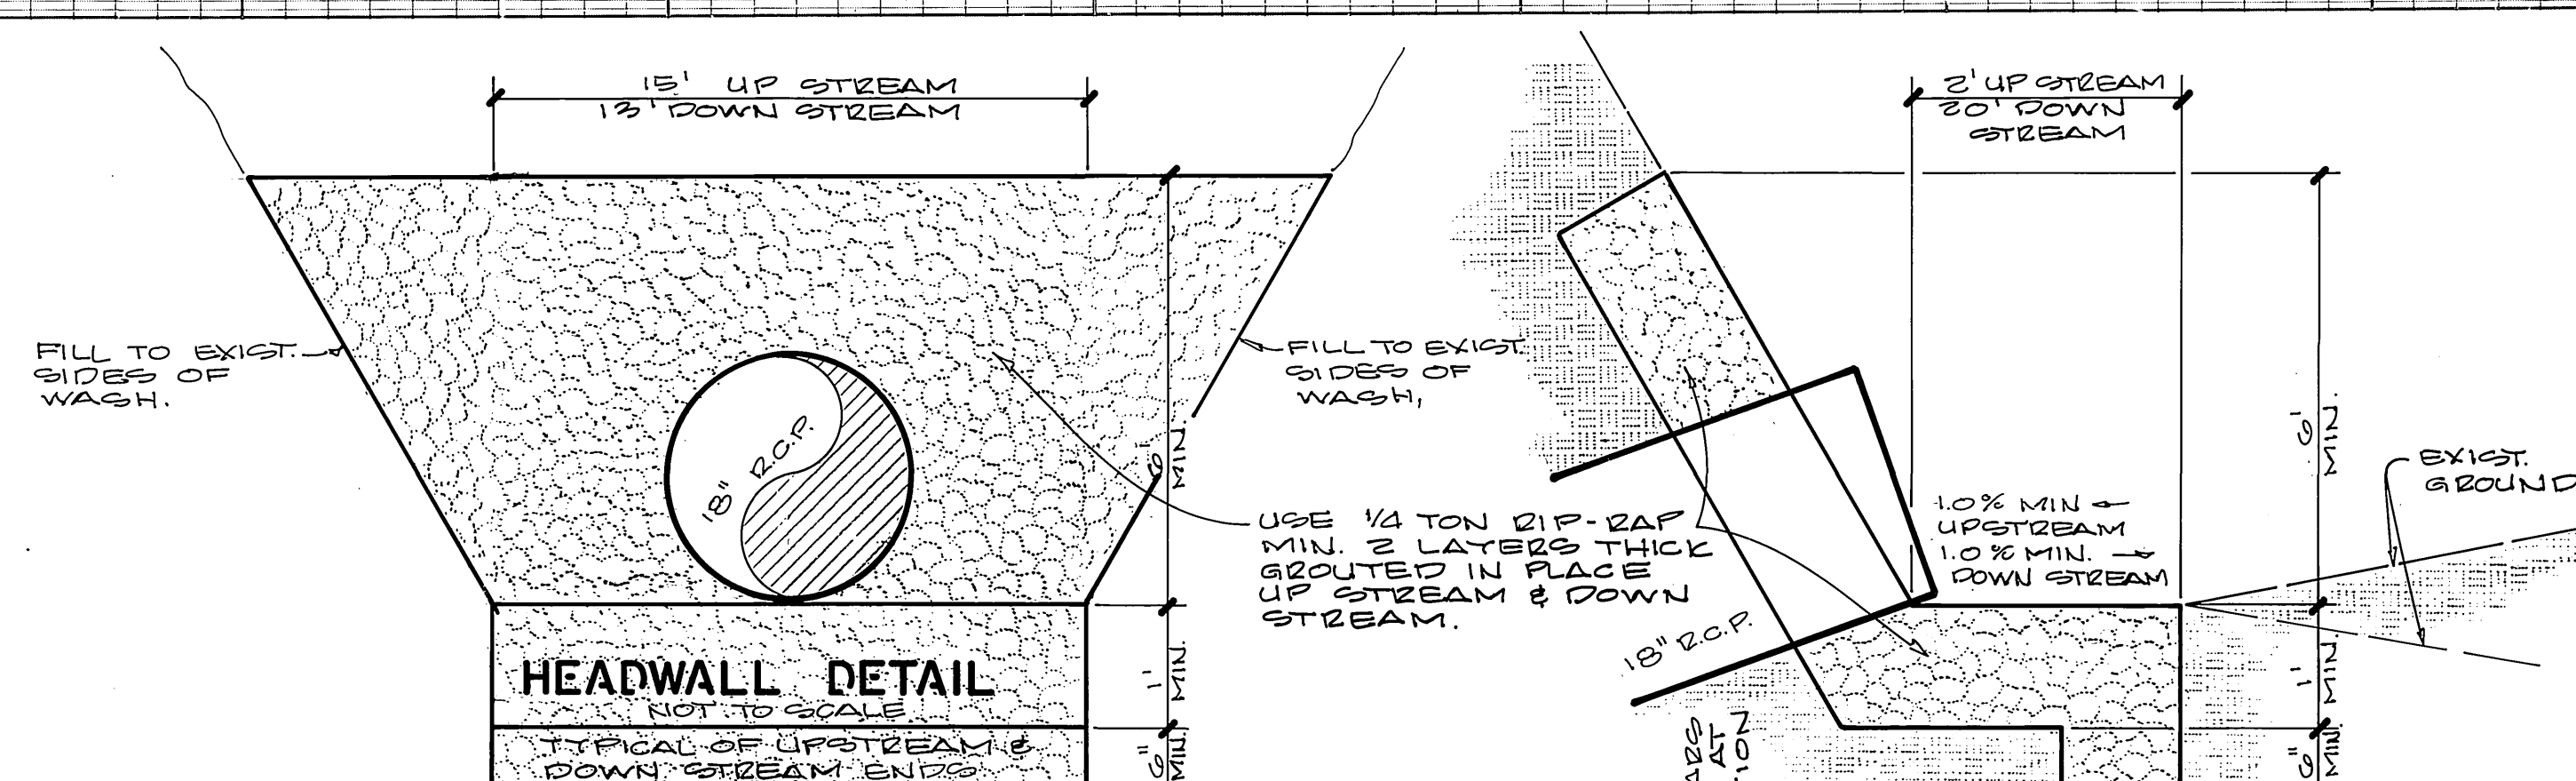 15' UP STREAM
13' DOWN STREAM
2' UP STREAM
20' DOWN
STREAM
FILL TO EXIST.
SIDES OF
WASH.
18" R.C.P.
FILL TO EXIST.
SIDES OF
WASH,
6'
MIN.
USE 1/4 TON RIP-RAP
MIN. 2 LAYERS THICK
GROUTED IN PLACE
UP STREAM & DOWN
STREAM.
1.0% MIN
UPSTREAM
1.0% MIN.
DOWN STREAM
6'
MIN.
EXIST.
GROUND
18" R.C.P.
HEADWALL DETAIL
NOT TO SCALE
1'
MIN.
1'
MIN.
TYPICAL OF UPSTREAM &
DOWN STREAM ENDS
6"
MIN.
AT
6"
MIN.